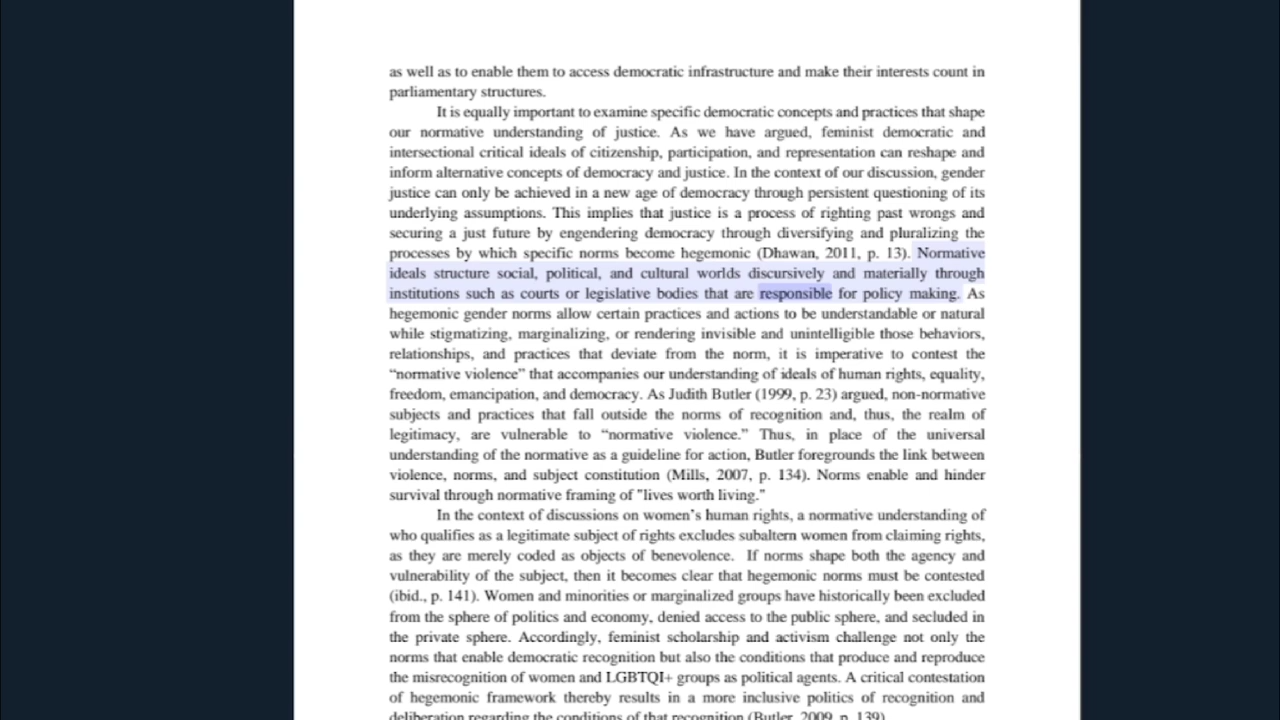 as well as to enable them to access democratic infrastructure and make their interests count in
parliamentary structures.
It is equally important to examine specific democratic concepts and practices that shape
our normative understanding of justice. As we have argued, feminist democratic and
intersectional critical ideals of citizenship, participation, and representation can reshape and
inform alternative concepts of democracy and justice. In the context of our discussion, gender
justice can only be achieved in a new age of democracy through persistent questioning of its
underlying assumptions. This implies that justice is a process of righting past wrongs and
securing a just future by engendering democracy through diversifying and pluralizing the
processes by which specific norms become hegemonic (Dhawan, 2011, p. 13). Normative
ideals structure social, political, and cultural worlds discursively and materially through
institutions such as courts or legislative bodies that are responsible for policy making. As
hegemonic gender norms allow certain practices and actions to be understandable or natural
while stigmatizing, marginalizing, or rendering invisible and unintelligible those behaviors,
relationships, and practices that deviate from the norm, it is imperative to contest the
“normative violence” that accompanies our understanding of ideals of human rights, equality,
freedom, emancipation, and democracy. As Judith Butler (1999, p. 23) argued, non-normative
subjects and practices that fall outside the norms of recognition and, thus, the realm of
legitimacy, are vulnerable to “normative violence.” Thus, in place of the universal
understanding of the normative as a guideline for action, Butler foregrounds the link between
violence, norms, and subject constitution (Mills, 2007, p. 134). Norms enable and hinder
survival through normative framing of "lives worth living."
In the context of discussions on women’s human rights, a normative understanding of
who qualifies as a legitimate subject of rights excludes subaltern women from claiming rights,
as they are merely coded as objects of benevolence. If norms shape both the agency and
vulnerability of the subject, then it becomes clear that hegemonic norms must be contested
(ibid., p. 141). Women and minorities or marginalized groups have historically been excluded
from the sphere of politics and economy, denied access to the public sphere, and secluded in
the private sphere. Accordingly, feminist scholarship and activism challenge not only the
norms that enable democratic recognition but also the conditions that produce and reproduce
the misrecognition of women and LGBTQI+ groups as political agents. A critical contestation
of hegemonic framework thereby results in a more inclusive politics of recognition and
deliberation regarding the conditions of that recognition (Butler, 2009, p. 139).